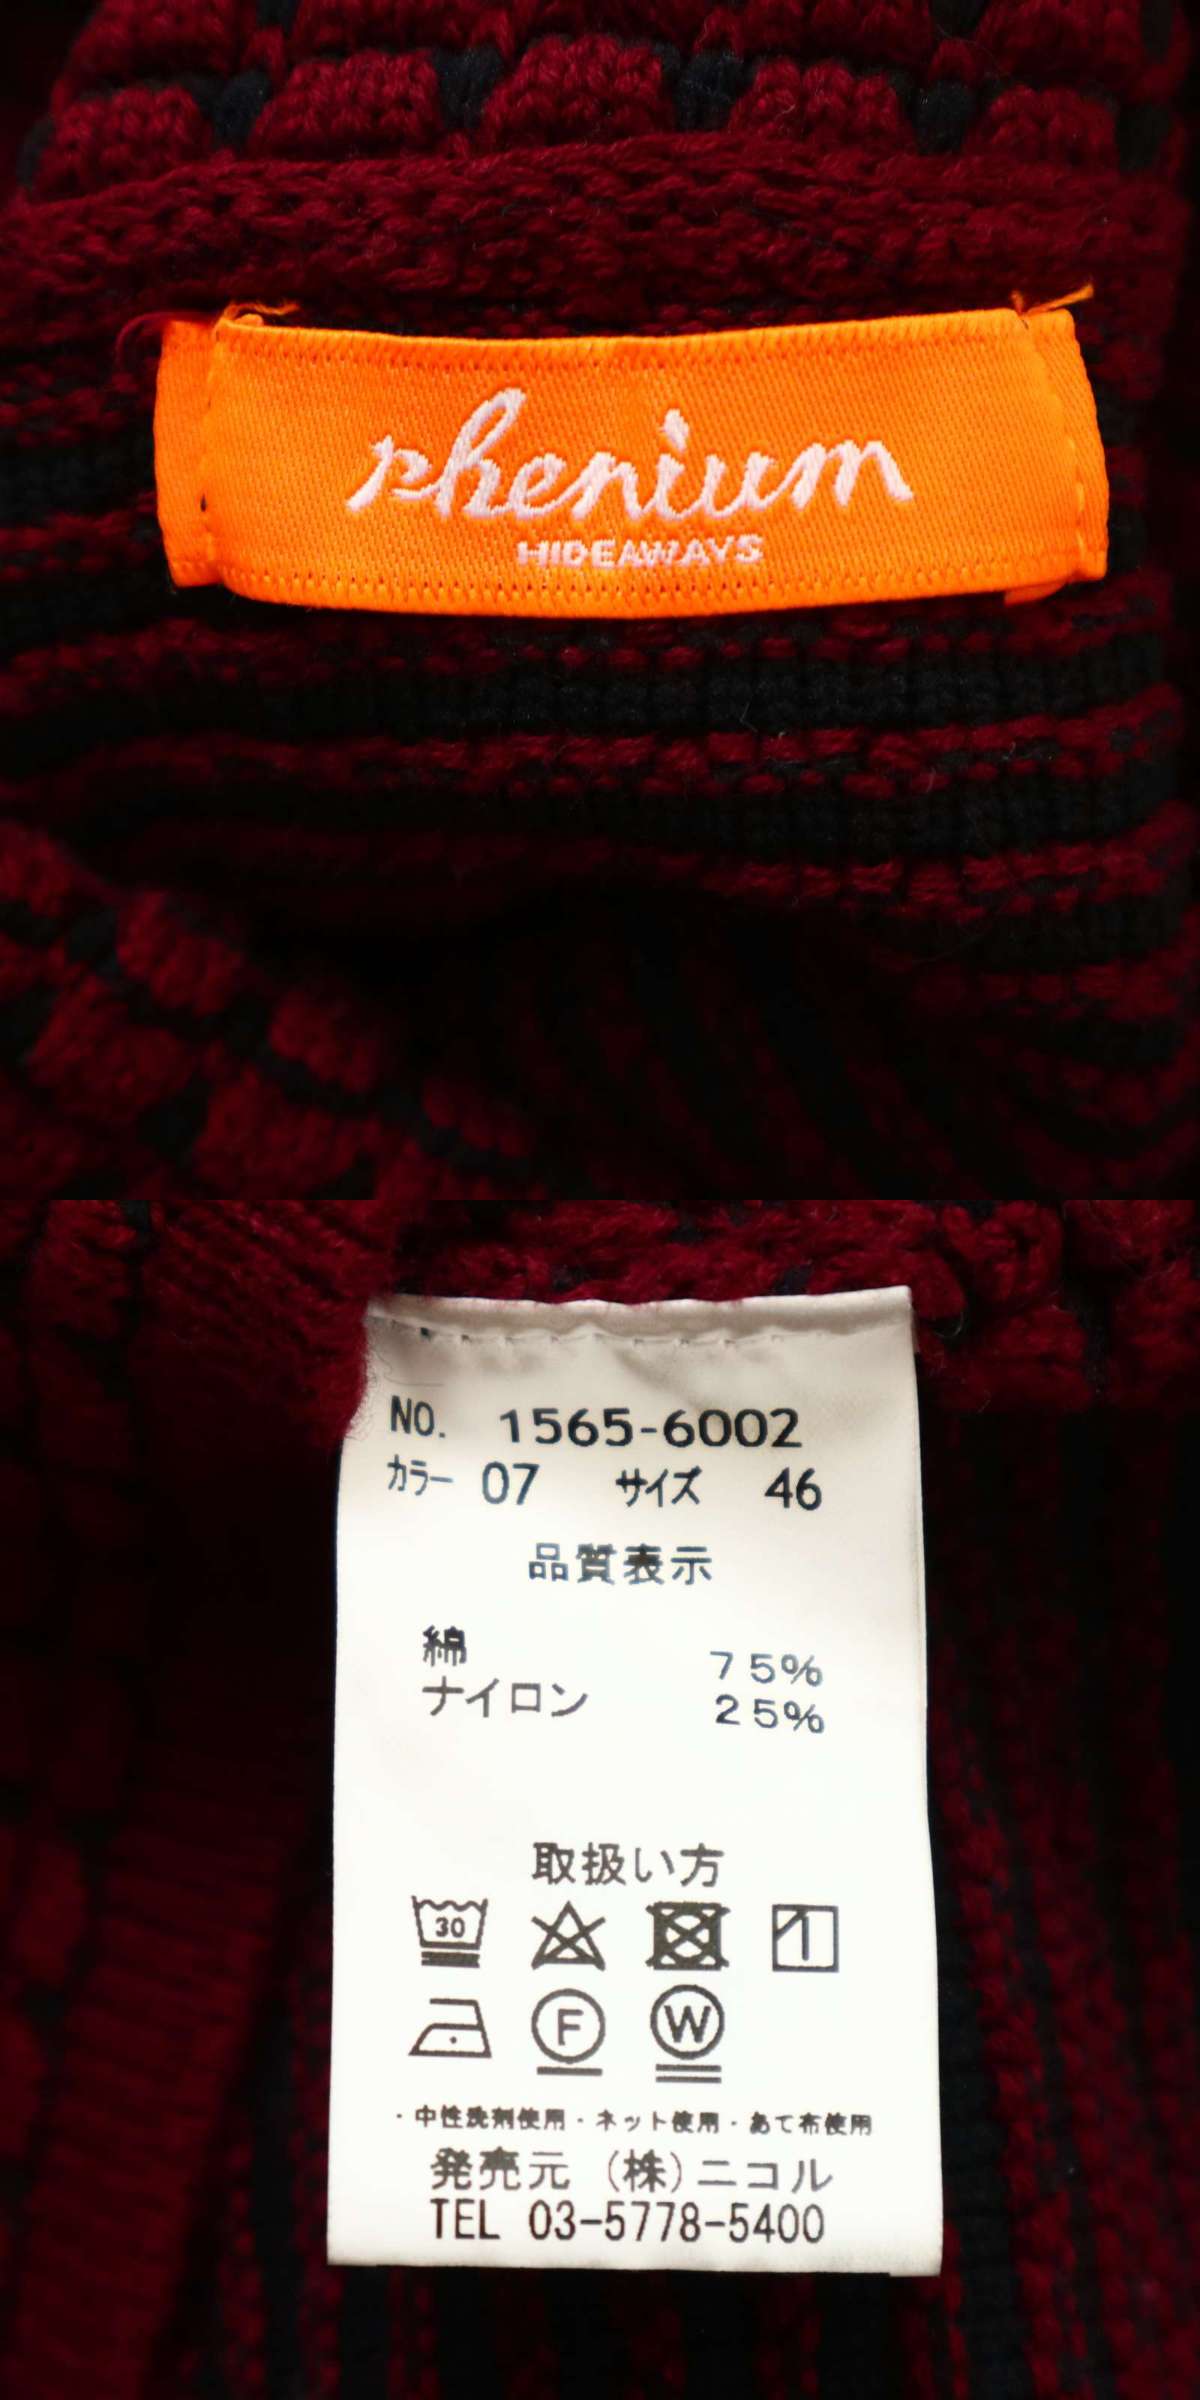 rhenium
HIDEAWAYS
NO. 1565-6002
カラー 07 サイズ 46
品質表示
綿 75%
ナイロン 25%
取扱い方
30
F W
・中性洗剤使用・ネット使用・あて布使用
発売元 (株)ニコル
TEL 03-5778-5400